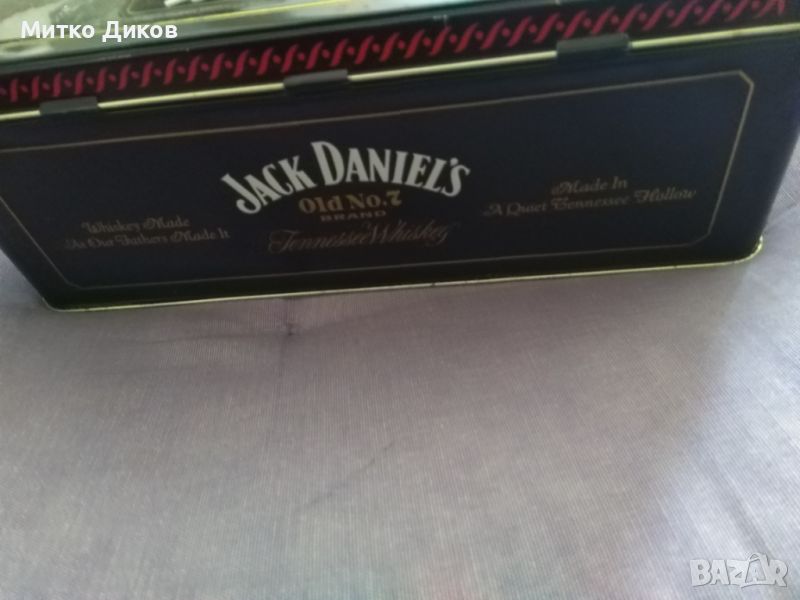 Митко Диков
JACK DANIEL'S
Old No.7
BRAND
Tennessee Whiskey
Whiskey Made
As Our Fathers Made It
Made In
A Quiet Tennessee Hollow
BAZAR